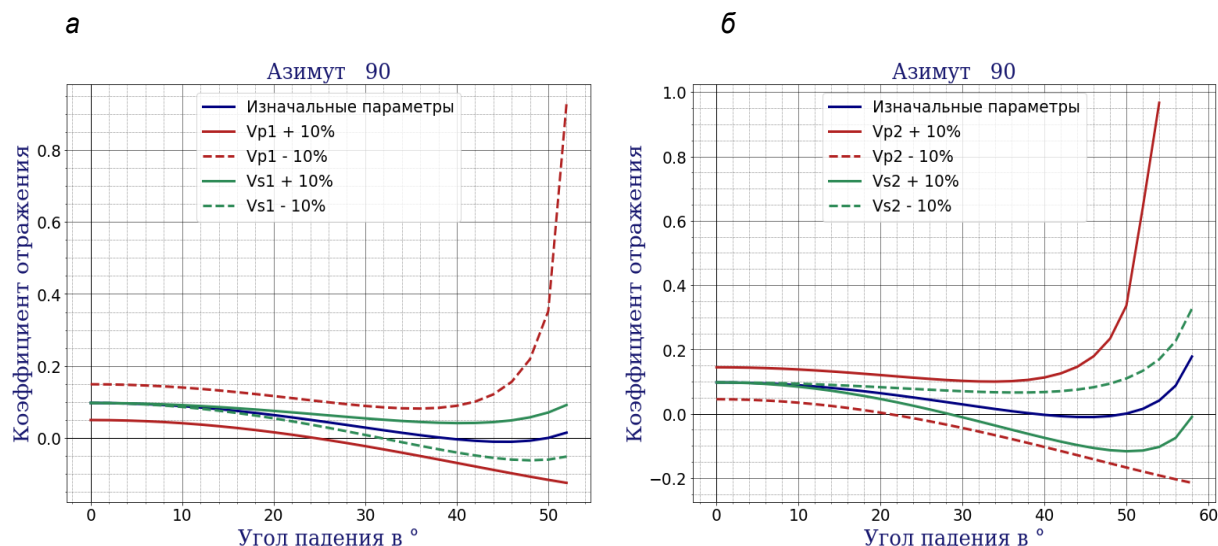 а
Азимут 90
Изначальные параметры
Vp1 + 10%
Vp1 - 10%
Vs1 + 10%
Vs1 - 10%
Коэффициент отражения
0.8
0.6
0.4
0.2
0.0
0 10 20 30 40 50
Угол падения в °
б
Азимут 90
Изначальные параметры
Vp2 + 10%
Vp2 - 10%
Vs2 + 10%
Vs2 - 10%
Коэффициент отражения
1.0
0.8
0.6
0.4
0.2
0.0
−0.2
0 10 20 30 40 50 60
Угол падения в °